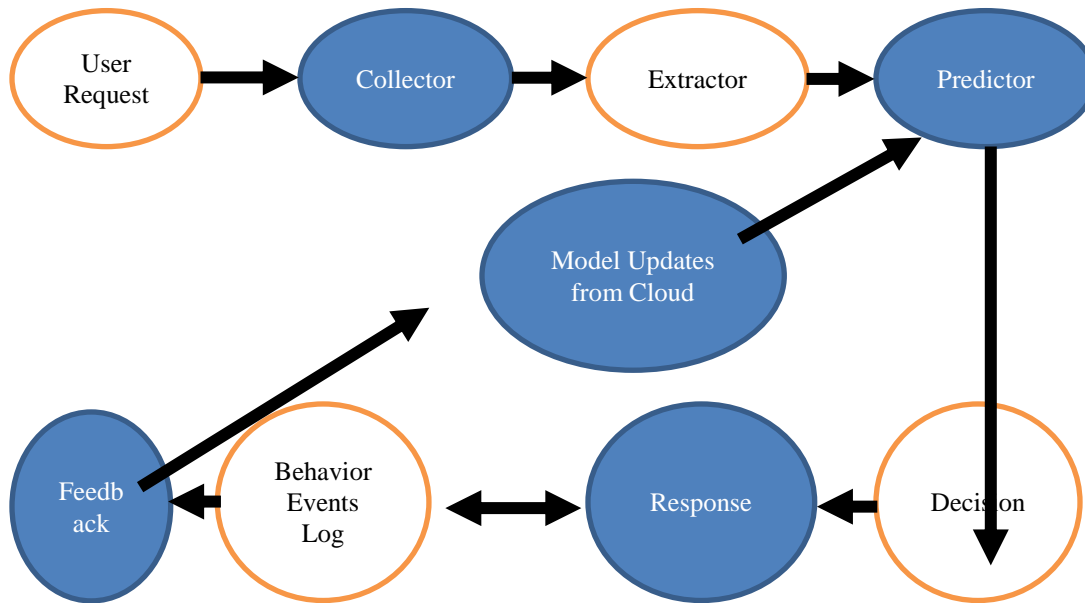 User
Request
Collector
Extractor
Predictor
Model Updates
from Cloud
Feedb
ack
Behavior
Events
Log
Response
Decision